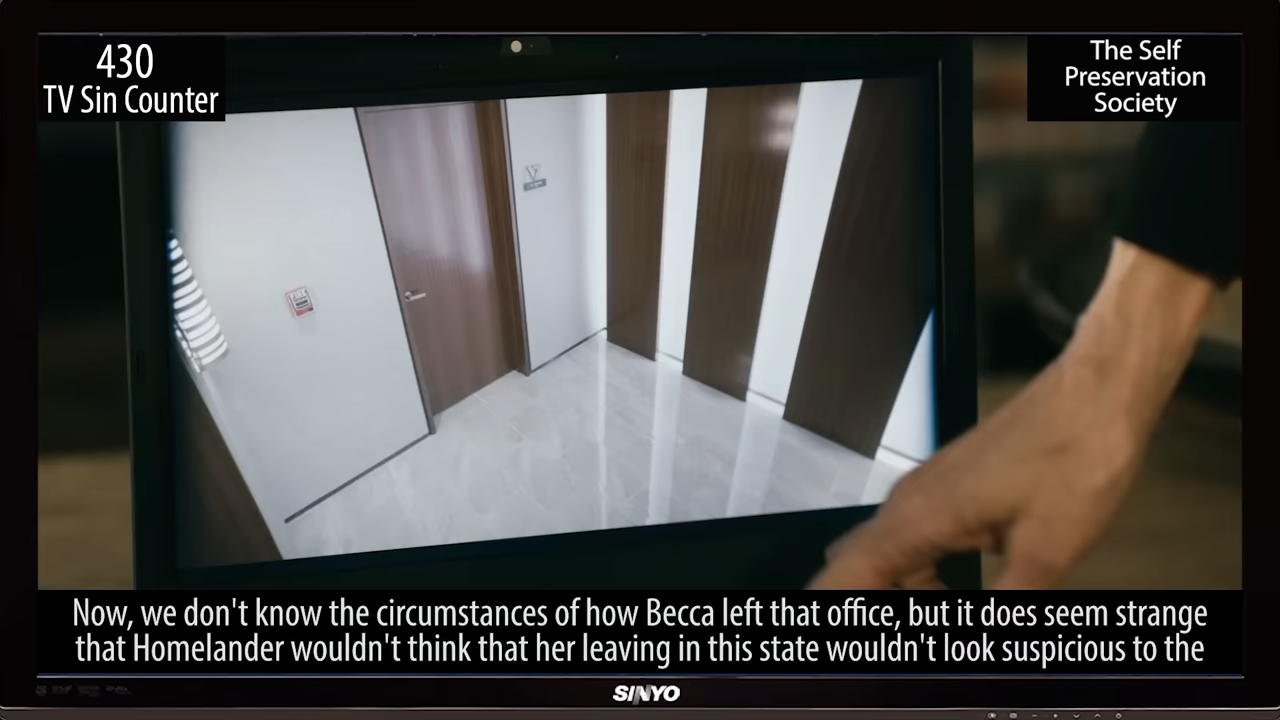 430
TV Sin Counter
The Self
Preservation
Society
Now, we don't know the circumstances of how Becca left that office, but it does seem strange
that Homelander wouldn't think that her leaving in this state wouldn't look suspicious to the
SINYO